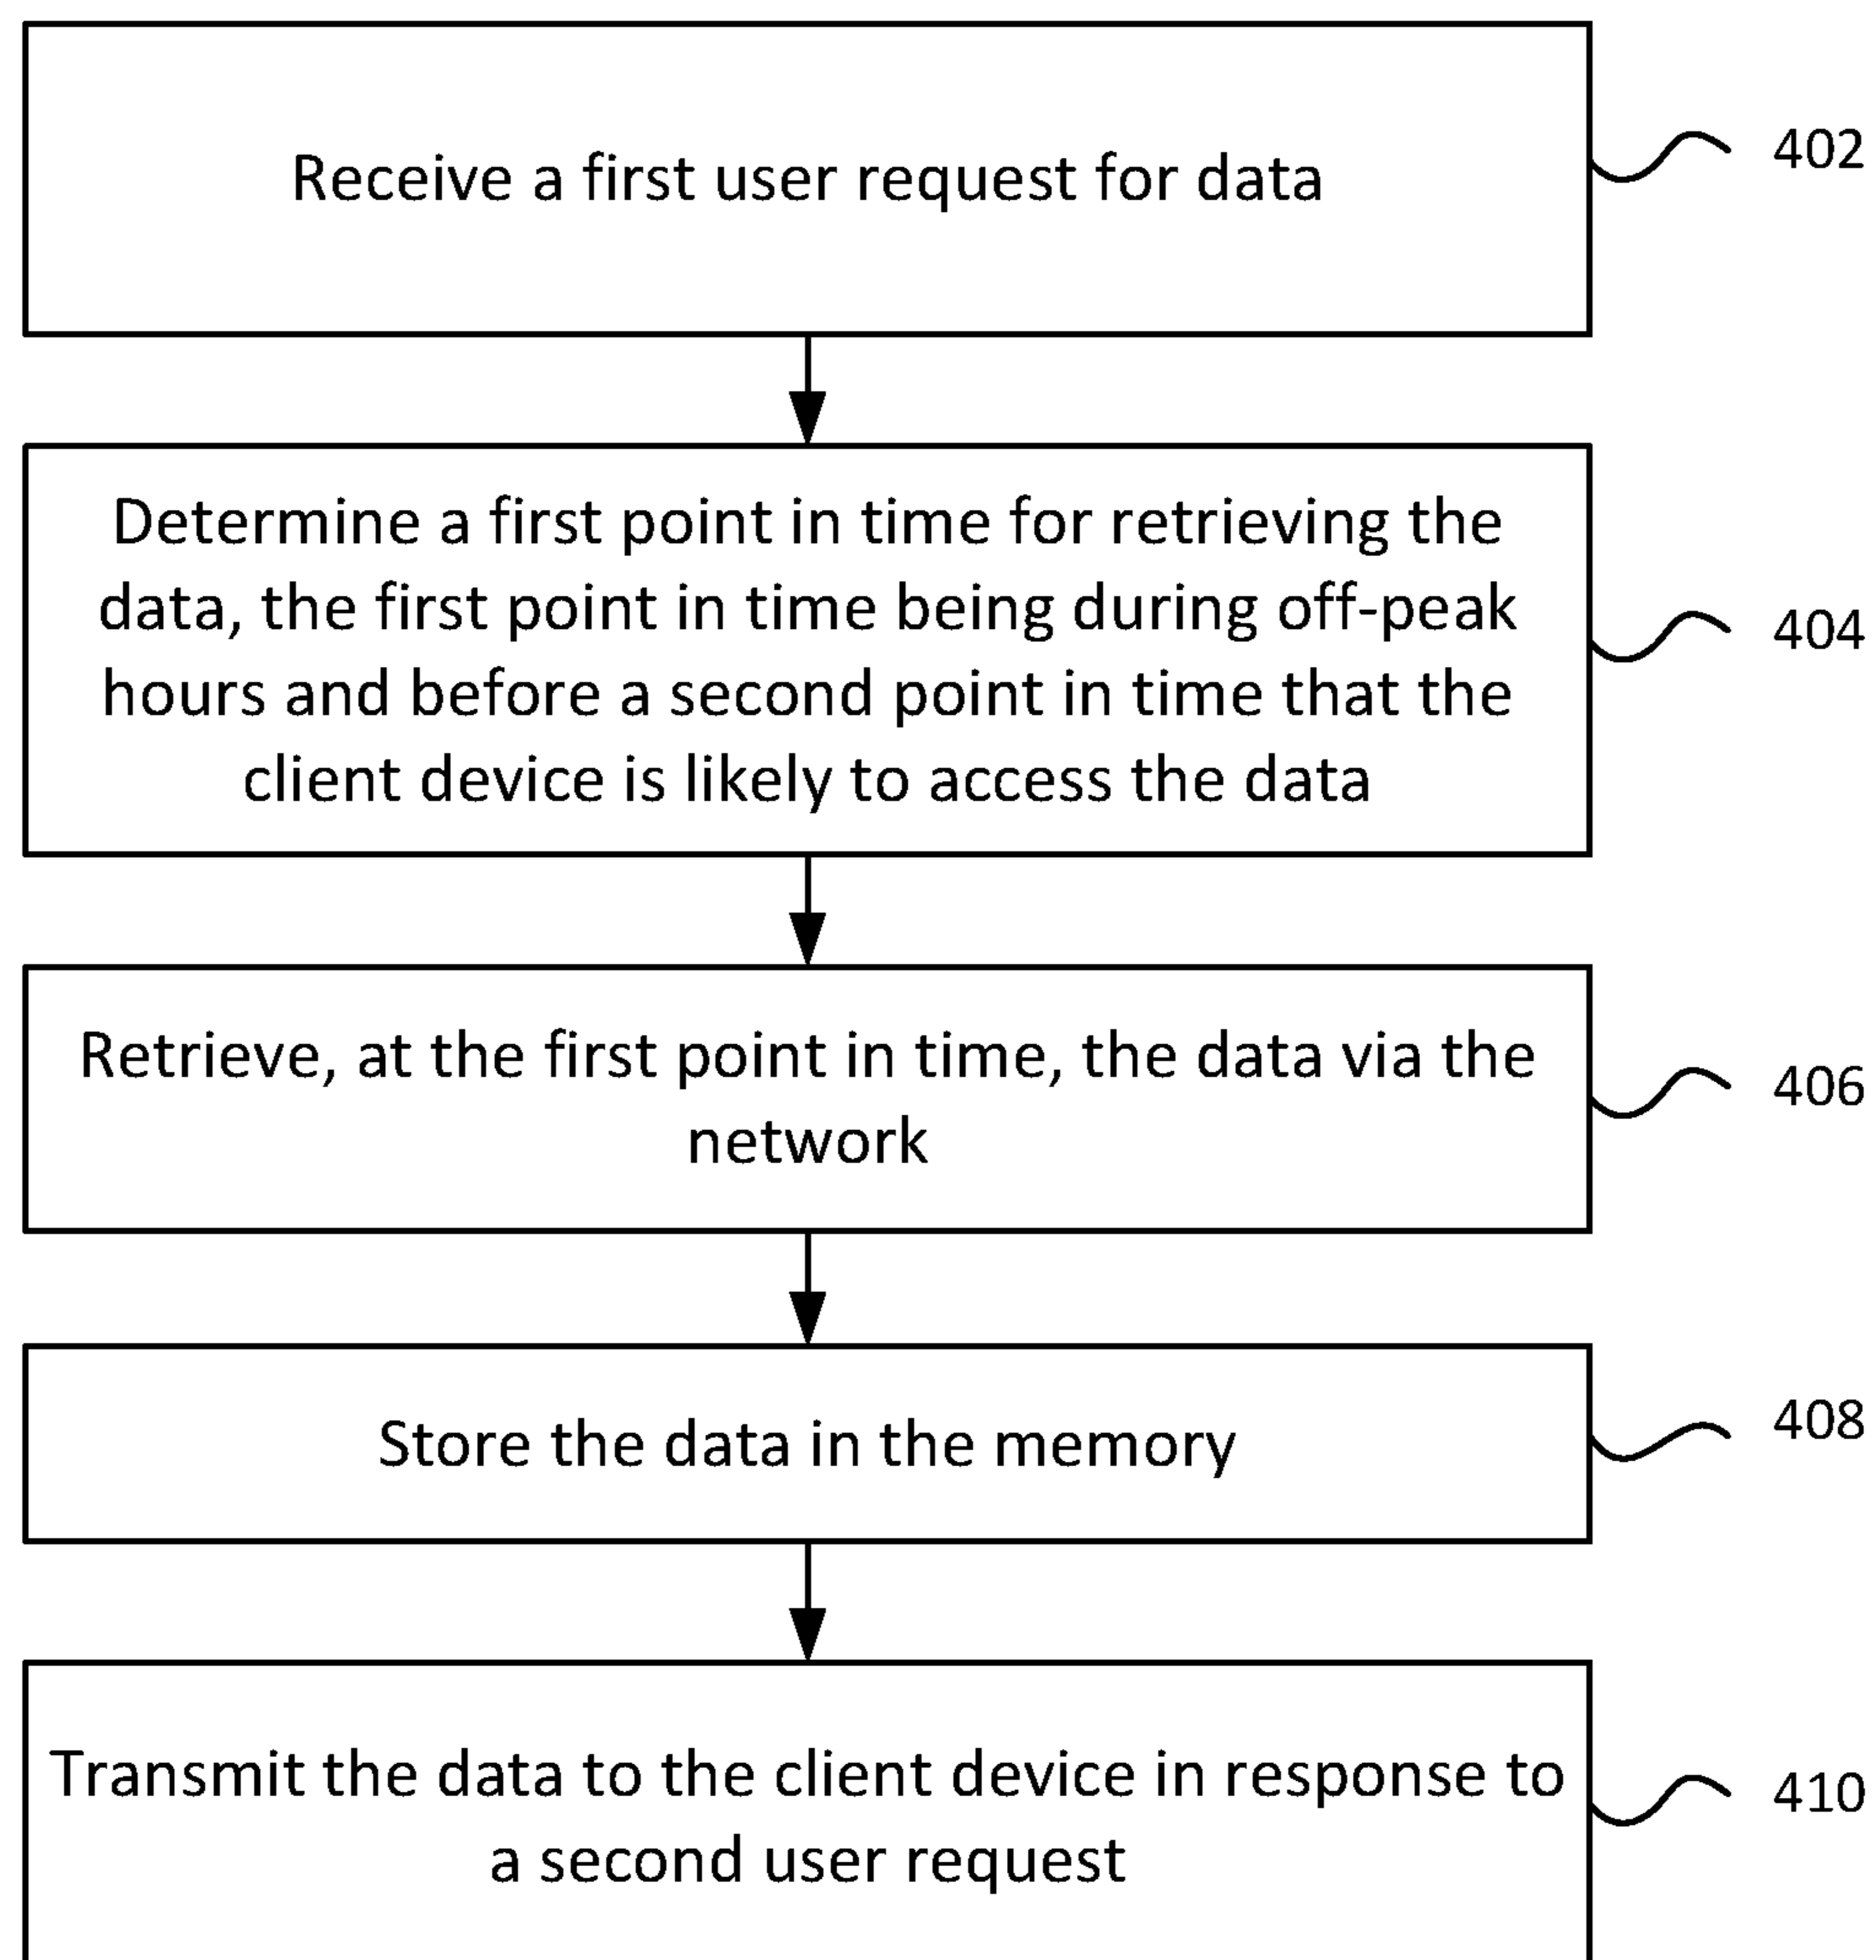 Receive a first user request for data
402
Determine a first point in time for retrieving the
data, the first point in time being during off-peak
hours and before a second point in time that the
client device is likely to access the data
404
Retrieve, at the first point in time, the data via the
network
406
Store the data in the memory
408
Transmit the data to the client device in response to
a second user request
410